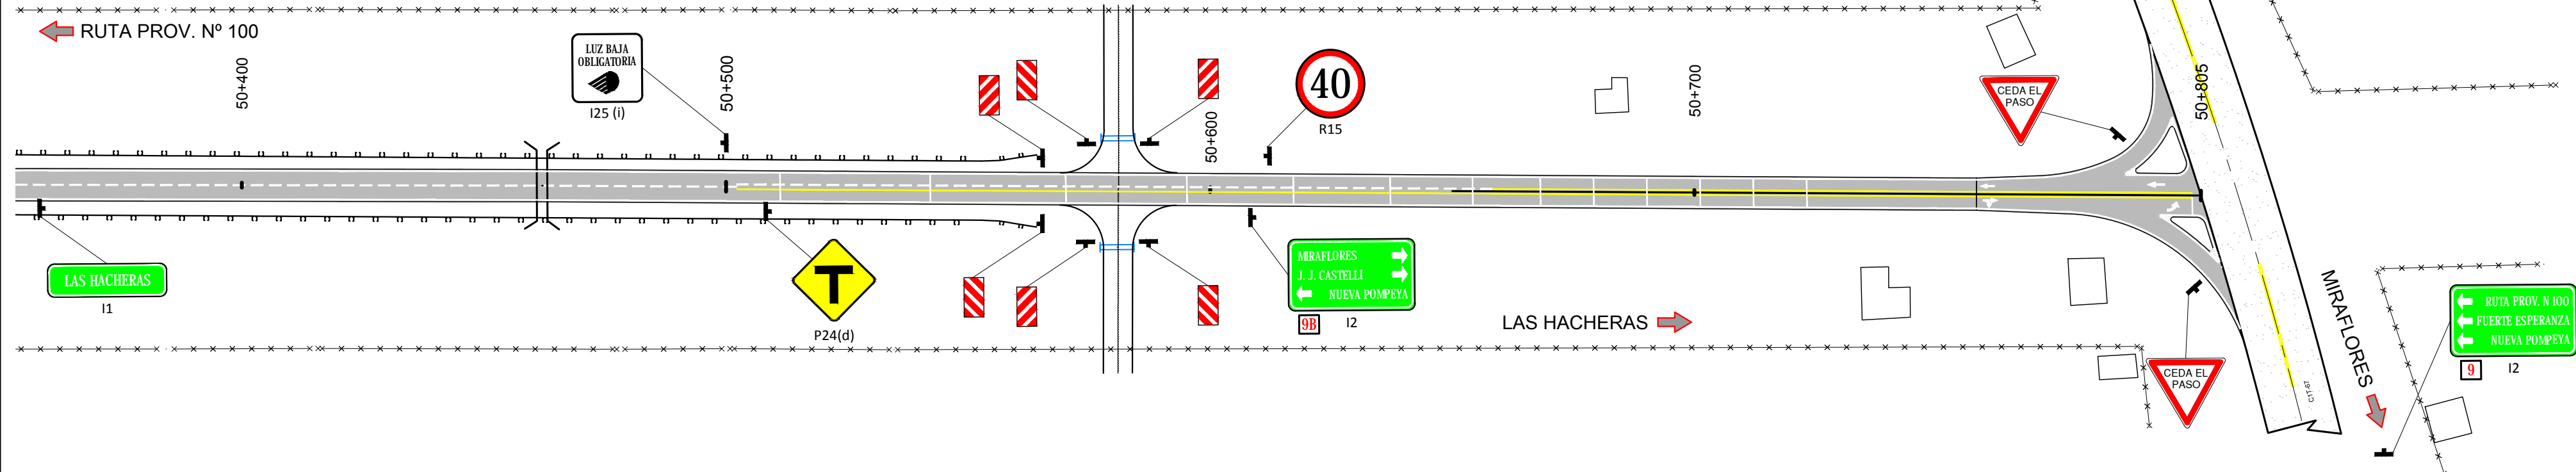 RUTA PROV. Nº 100
50+400
LUZ BAJA
OBLIGATORIA
I25 (i)
50+500
50+600
40
R15
50+700
CEDA EL
PASO
50+805
LAS HACHERAS
I1
T
P24(d)
MIRAFLORES
J. J. CASTELLI
NUEVA POMPEYA
9B
I2
LAS HACHERAS
CEDA EL
PASO
MIRAFLORES
RUTA PROV. N 100
FUERTE ESPERANZA
NUEVA POMPEYA
9
I2